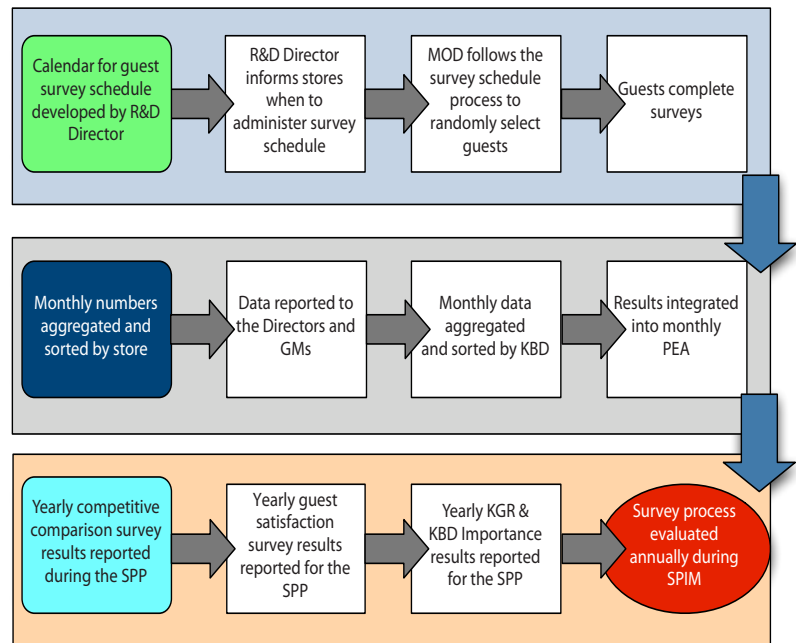 Calendar for guest
survey schedule
developed by R&D
Director
R&D Director
informs stores
when to
administer survey
schedule
MOD follows the
survey schedule
process to
randomly select
guests
Guests complete
surveys
Monthly numbers
aggregated and
sorted by store
Data reported to
the Directors and
GMs
Monthly data
aggregated
and sorted by KBD
Results integrated
into monthly
PEA
Yearly competitive
comparison survey
results reported
during the SPP
Yearly guest
satisfaction
survey results
reported for the
SPP
Yearly KGR &
KBD Importance
results reported
for the SPP
Survey process
evaluated
annually during
SPIM